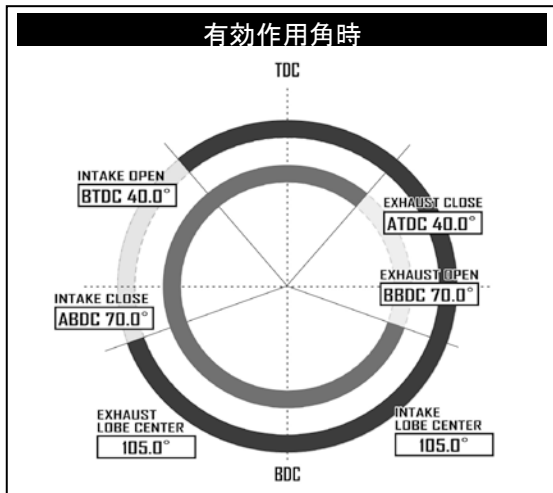 有効作用角時
TDC
INTAKE OPEN
BTDC 40.0°
EXHAUST CLOSE
ATDC 40.0°
EXHAUST OPEN
BBDC 70.0°
INTAKE CLOSE
ABDC 70.0°
EXHAUST
LOBE CENTER
105.0°
INTAKE
LOBE CENTER
105.0°
BDC